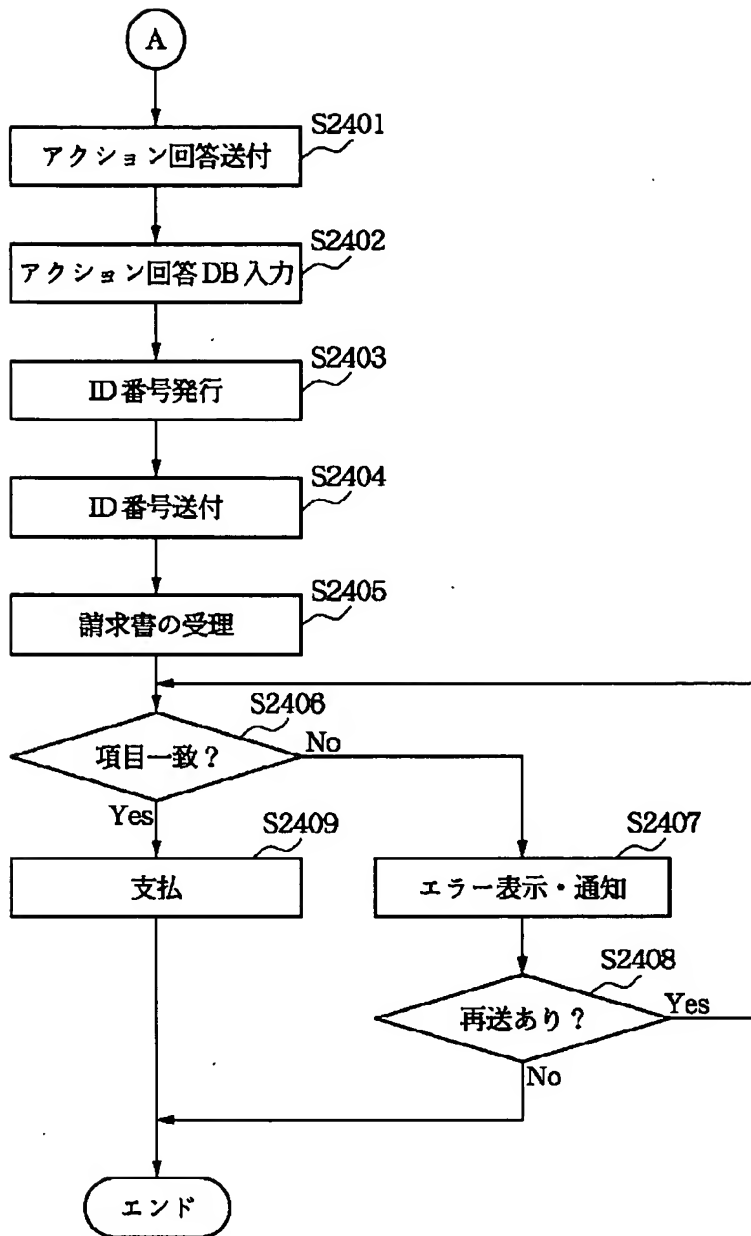 A
S2401
アクション回答送付
S2402
アクション回答DB入力
S2403
ID番号発行
S2404
ID番号送付
S2405
請求書の受理
S2406
項目一致？
No
Yes
S2409
支払
S2407
エラー表示・通知
S2408
再送あり？
Yes
No
エンド